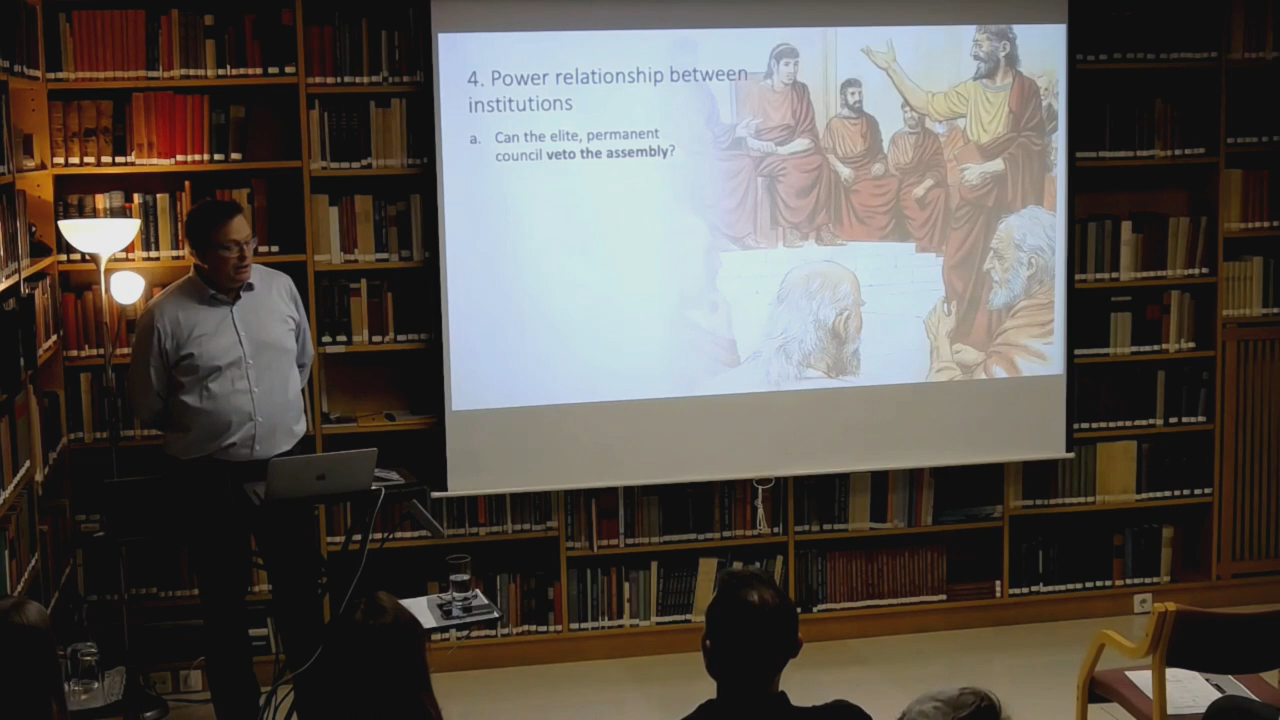 4. Power relationship between
institutions
a. Can the elite, permanent
council veto the assembly?